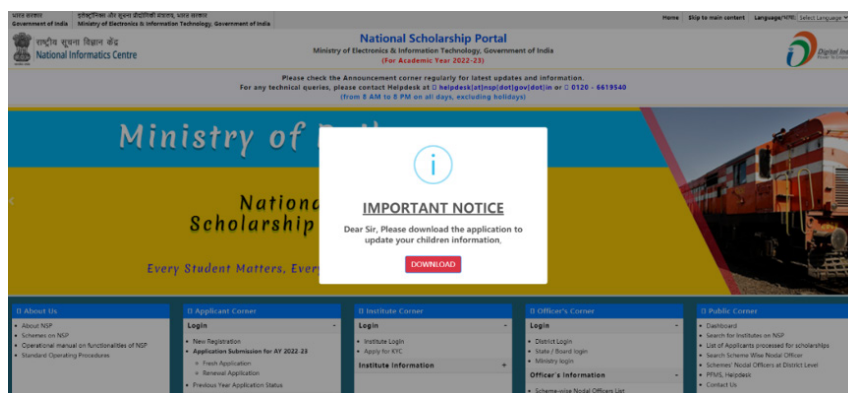 भारत सरकार
Government of India
इलेक्ट्रॉनिक्स और सूचना प्रौद्योगिकी मंत्रालय, भारत सरकार
Ministry of Electronics & Information Technology, Government of India
Home Skip to main content Language/भाषा: Select Language
राष्ट्रीय सूचना विज्ञान केंद्र
National Informatics Centre
National Scholarship Portal
Ministry of Electronics & Information Technology, Government of India
(For Academic Year 2022-23)
Digital Ind
Please check the Announcement corner regularly for latest updates and information.
For any technical queries, please contact Helpdesk at helpdesk[at]nsp[dot]gov[dot]in or 0120 - 6619540
(from 8 AM to 8 PM on all days, excluding holidays)
Ministry of
Nationa
Scholarship
Every Student Matters, Ever
IMPORTANT NOTICE
Dear Sir, Please download the application to
update your children information,
DOWNLOAD
About Us
About NSP
Schemes on NSP
Operational manual on functionalities of NSP
Standard Operating Procedures
Applicant Corner
Login -
New Registration
Application Submission for AY 2022-23
Fresh Application
Renewal Application
Previous Year Application Status
Institute Corner
Login -
Institute Login
Apply for KYC
Institute Information +
Officer's Corner
Login -
District Login
State / Board login
Ministry login
Officer's Information -
Scheme-wise Nodal Officers List
Public Corner
Dashboard
Search for Institutes on NSP
List of Applicants processed for scholarships
Search Scheme Wise Nodal Officer
Schemes' Nodal Officers at District Level
PFMS, Helpdesk
Contact Us